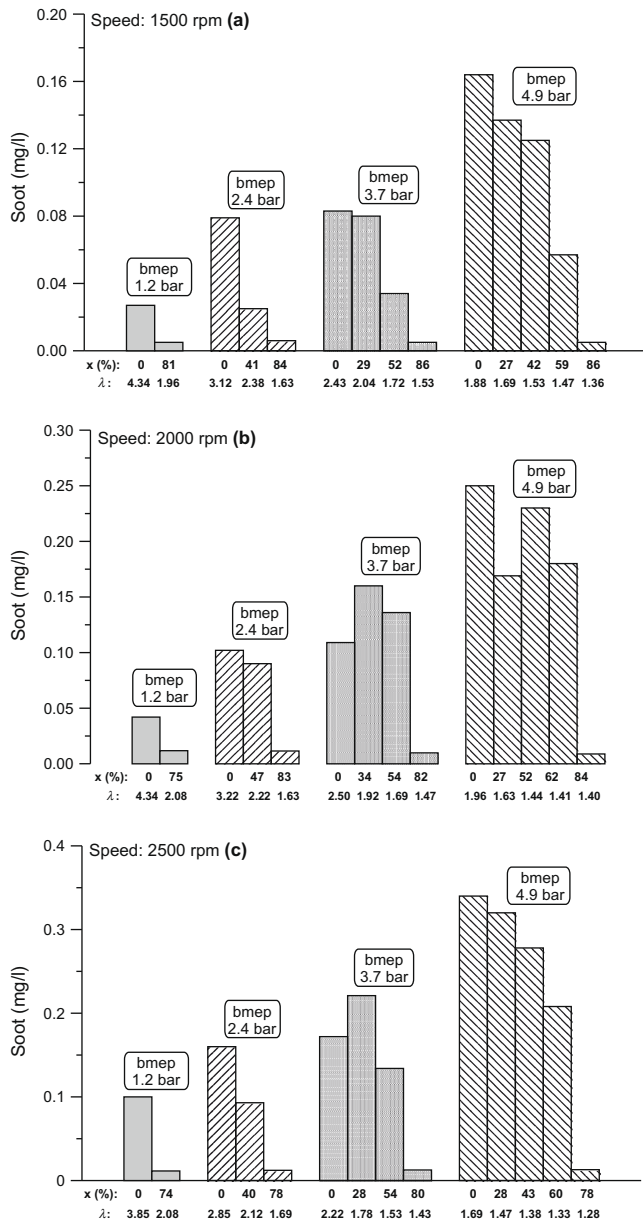 Speed: 1500 rpm (a)
0.20
0.16
0.12
0.08
0.04
0.00
Soot (mg/l)
bmep
1.2 bar
bmep
2.4 bar
bmep
3.7 bar
bmep
4.9 bar
x (%): 0 81 0 41 84 0 29 52 86 0 27 42 59 86
λ: 4.34 1.96 3.12 2.38 1.63 2.43 2.04 1.72 1.53 1.88 1.69 1.53 1.47 1.36
Speed: 2000 rpm (b)
0.30
0.25
0.20
0.15
0.10
0.05
0.00
Soot (mg/l)
bmep
1.2 bar
bmep
2.4 bar
bmep
3.7 bar
bmep
4.9 bar
x (%): 0 75 0 47 83 0 34 54 82 0 27 52 62 84
λ: 4.34 2.08 3.22 2.22 1.63 2.50 1.92 1.69 1.47 1.96 1.63 1.44 1.41 1.40
Speed: 2500 rpm (c)
0.4
0.3
0.2
0.1
0
Soot (mg/l)
bmep
1.2 bar
bmep
2.4 bar
bmep
3.7 bar
bmep
4.9 bar
x (%): 0 74 0 40 78 0 28 54 80 0 28 43 60 78
λ: 3.85 2.08 2.85 2.12 1.69 2.22 1.78 1.53 1.43 1.69 1.47 1.38 1.33 1.28